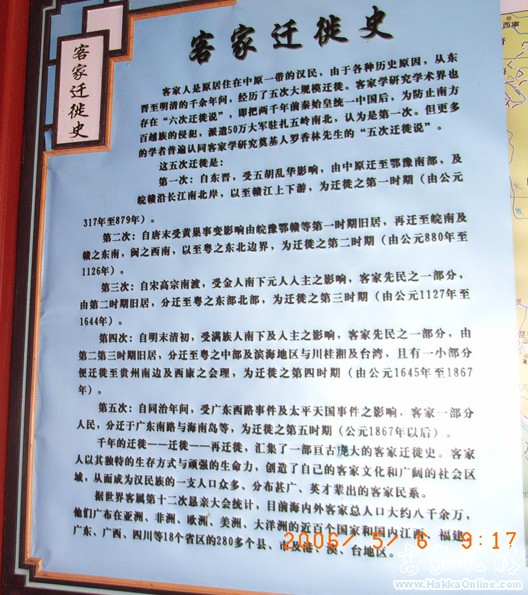 客家迁徙史
客家迁徙史
客家人是原居住在中原一带的汉民，由于各种历史原因，从东
晋至明清的千余年间，经历了五次大规模迁徙。客家学研究学术界也
存在“六次迁徙说”，即把两千年前秦始皇统一中国后，为防止南方
百越族的侵犯，派遣50万大军驻扎五岭南北，认为是第一次。但更多
的学者普遍认同客家学研究奠基人罗香林先生的“五次迁徙说”。
这五次迁徙是：
第一次：自东晋，受五胡乱华影响，由中原迁至鄂豫南部，及
皖赣沿长江南北岸，以至赣江上下游，为迁徙之第一时期（由公元
317年至879年）。
第二次：自唐末受黄巢事变影响由皖豫鄂赣等第一时期旧居，再迁至皖南及
赣之东南，闽之西南，以至粤之东北边界，为迁徙之第二时期（由公元880年至
1126年）。
第三次：自宋高宗南渡，受金人南下元人入主之影响，客家先民之一部分，
由第二时期旧居，分迁至粤之东部北部，为迁徙之第三时期（由公元1127年至
1644年）。
第四次：自明末清初，受满族人南下及入主之影响，客家先民之一部分，由
第二第三时期旧居，分迁至粤之中部及滨海地区与川桂湘及台湾，且有一小部分
便迁至贵州南边及西康之会理，为迁徙之第四时期（由公元1645年至1867
年）。
第五次：自同治年间，受广东西路事件及太平天国事件之影响，客家一部分
人民，分迁于广东南路与海南岛等，为迁徙之第五时期（公元1867年以后）。
千年的迁徙——迁徙——再迁徙，汇集了一部亘古庞大的客家迁徙史。客家
人以其独特的生存方式与顽强的生命力，创造了自己的客家文化和广阔的社会区
域，从而成为汉民族的一支人口众多、分布甚广、英才辈出的客家民系。
据世界客属第十二次恳亲大会统计，目前海内外客家总人口大约八千余万，
他们广布在亚洲、非洲、欧洲、美洲、大洋洲的近百个国家和国内江西、福建、
广东、广西、四川等18个省区的280多个县、市及港、澳、台地区。
2006/ 5/ 6 9:17
www.HakkaOnline.com